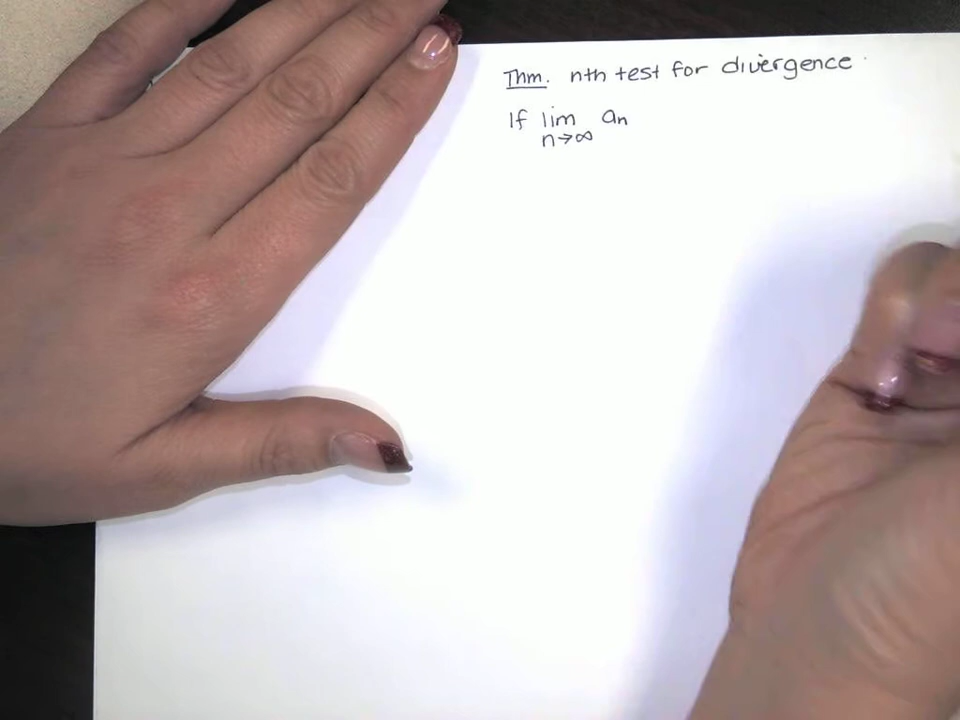 Thm. nth test for divergence
If lim an
n→∞